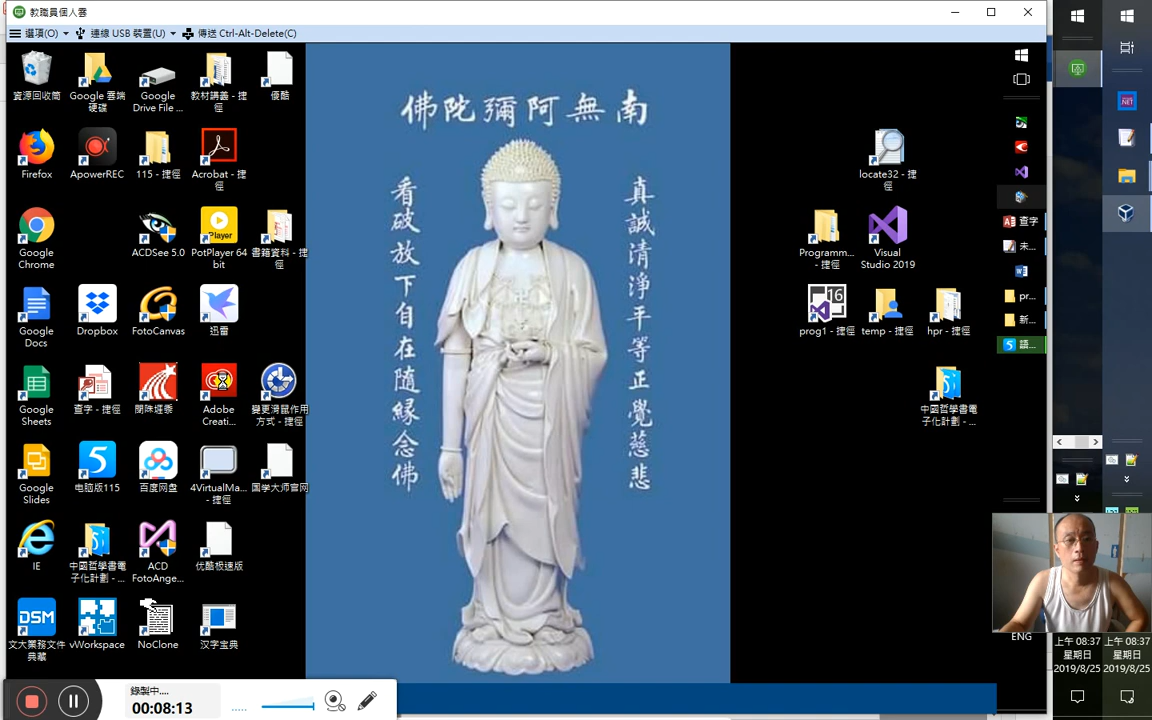 教職員個人雲
選項(O) 連線 USB 裝置(U) 傳送 Ctrl-Alt-Delete(C)
資源回收筒
Google 雲端硬碟
Google Drive File ...
教材講義 - 捷徑
優酷
Firefox
ApowerREC
115 - 捷徑
Acrobat - 捷徑
Google Chrome
ACDSee 5.0
PotPlayer 64 bit
書籍資料 - 捷徑
Google Docs
Dropbox
FotoCanvas
迅雷
Google Sheets
查字 - 捷徑
Adobe Creati...
變更滑鼠作用方式 - 捷徑
Google Slides
电脑版115
百度网盘
4VirtualMa... - 捷徑
国学大师官网
IE
中國哲學書電子化計劃 - ...
ACD FotoAnge...
优酷极速版
DSM
文大業務文件典藏
vWorkspace
NoClone
汉字宝典
南無阿彌陀佛
真誠清淨平等正覺慈悲
看破放下自在隨緣念佛
locate32 - 捷徑
Programm... - 捷徑
Visual Studio 2019
prog1 - 捷徑
temp - 捷徑
hpr - 捷徑
中國哲學書電子化計劃 - ...
查字
未...
pr...
新...
語...
ENG
上午 08:37
星期日
2019/8/25
上午 08:37
星期日
2019/8/25
錄製中....
00:08:13